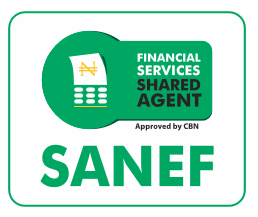 ₦
FINANCIAL
SERVICES
SHARED
AGENT
Approved by CBN
SANEF